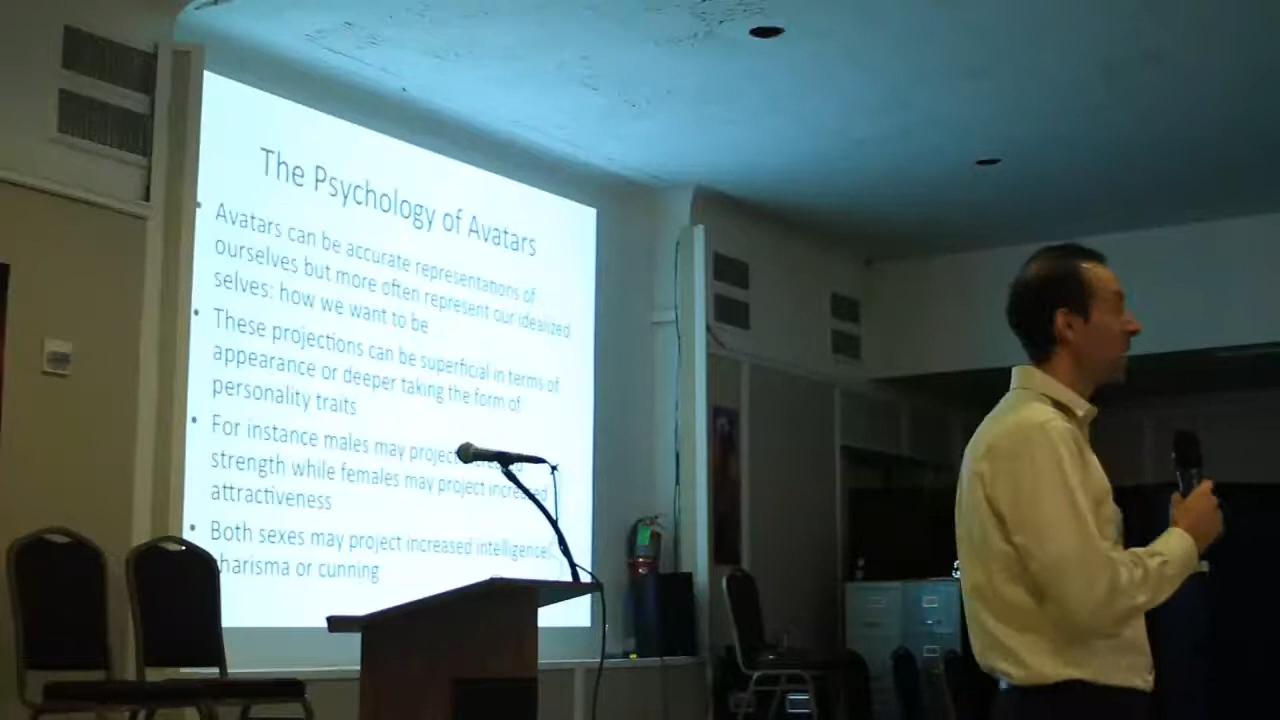 The Psychology of Avatars
• Avatars can be accurate representations of
ourselves but more often represent our idealized
selves: how we want to be
• These projections can be superficial in terms of
appearance or deeper taking the form of
personality traits
• For instance males may project
strength while females may project increased
attractiveness
• Both sexes may project increased intelligence,
charisma or cunning